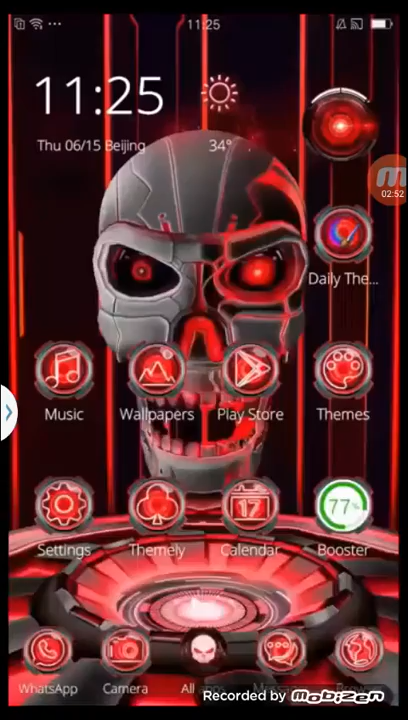 11:25
11:25
Thu 06/15 Beijing
34°
02:52
Daily The...
Music
Wallpapers
Play Store
Themes
17
77%
Settings
Themely
Calendar
Booster
WhatsApp
Camera
All
Recorded by Mobizen